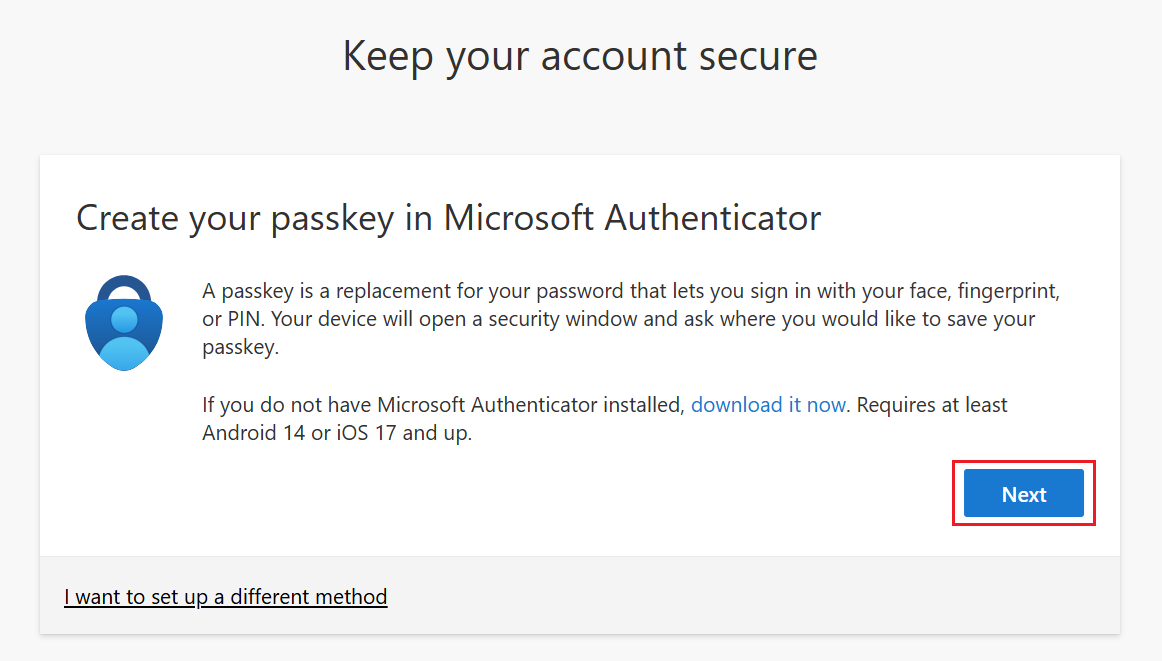 Keep your account secure
Create your passkey in Microsoft Authenticator
A passkey is a replacement for your password that lets you sign in with your face, fingerprint,
or PIN. Your device will open a security window and ask where you would like to save your
passkey.
If you do not have Microsoft Authenticator installed, download it now. Requires at least
Android 14 or iOS 17 and up.
Next
I want to set up a different method